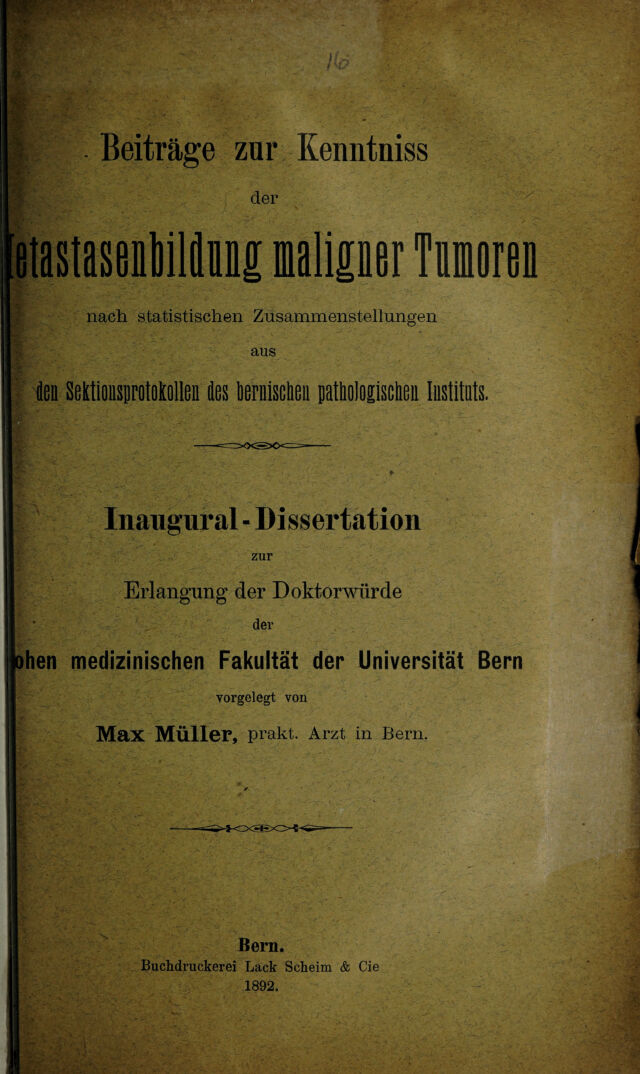 16
Beiträge zur Kenntniss
der
etastasenbildung maligner Tumoren
nach statistischen Zusammenstellungen
aus
den Sektionsprotokollen des bernischen pathologischen Instituts.
Inaugural-Dissertation
zur
Erlangung der Doktorwürde
der
ohen medizinischen Fakultät der Universität Bern
vorgelegt von
Max Müller, prakt. Arzt in Bern.
Bern.
Buchdruckerei Lack Scheim & Cie
1892.